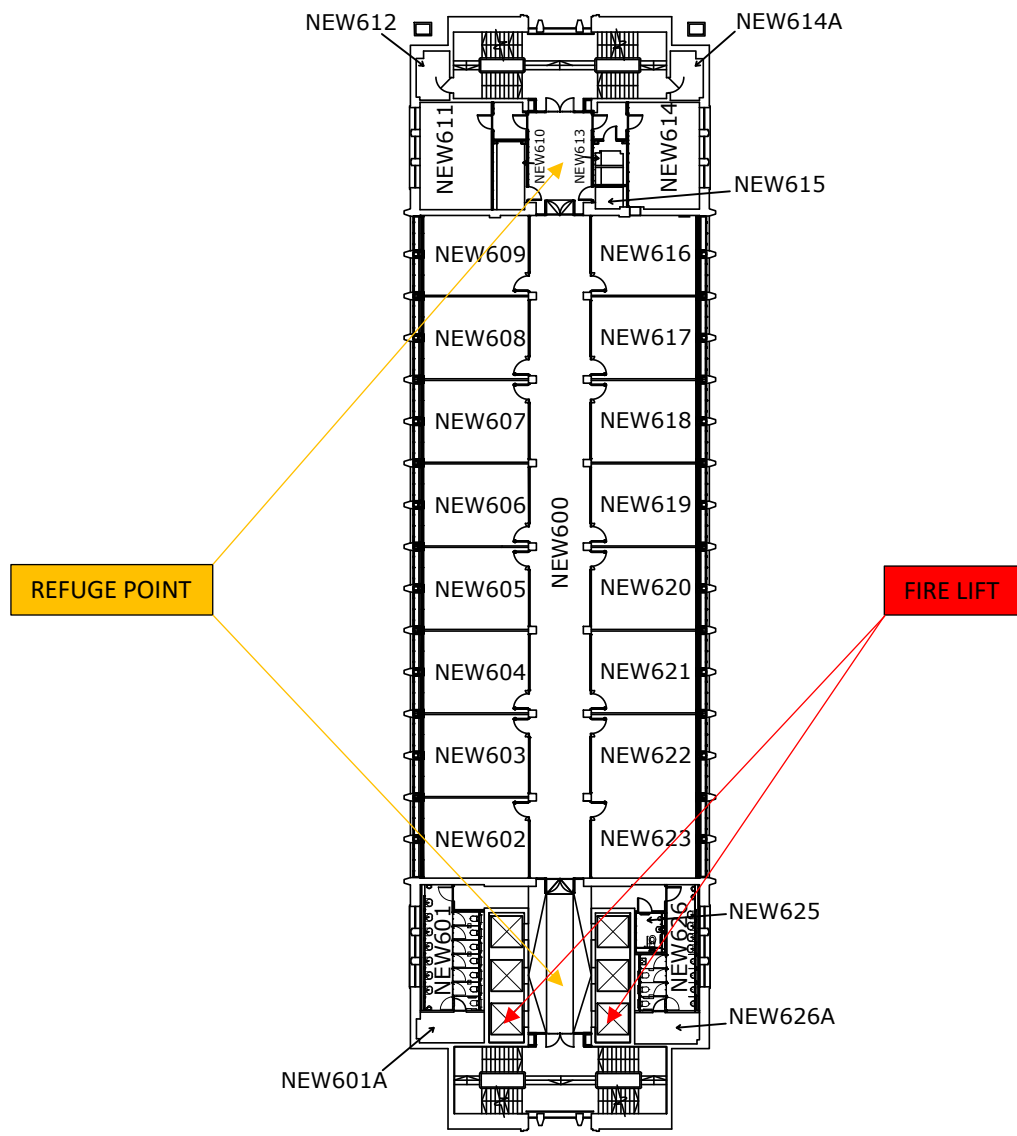 NEW612
NEW614A
NEW611
NEW610
NEW613
NEW614
NEW615
NEW609
NEW616
NEW608
NEW617
NEW607
NEW618
NEW606
NEW619
NEW600
REFUGE POINT
NEW605
NEW620
FIRE LIFT
NEW604
NEW621
NEW603
NEW622
NEW602
NEW623
NEW601
NEW625
NEW626
NEW626A
NEW601A